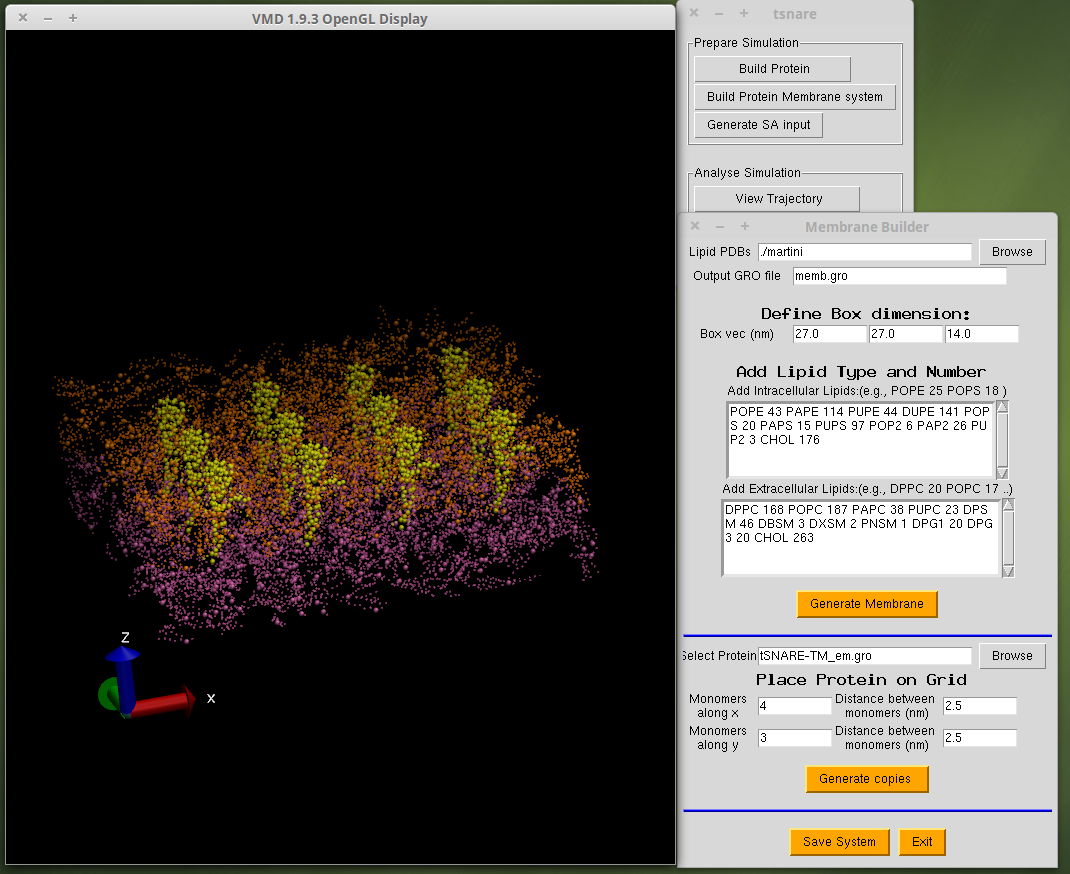 VMD 1.9.3 OpenGL Display
tsnare
Prepare Simulation
Build Protein
Build Protein Membrane system
Generate SA input
Analyse Simulation
View Trajectory
Membrane Builder
Lipid PDBs ./martini Browse
Output GRO file memb.gro
Define Box dimension:
Box vec (nm) 27.0 27.0 14.0
Add Lipid Type and Number
Add Intracellular Lipids:(e.g., POPE 25 POPS 18 )
POPE 43 PAPE 114 PUPE 44 DUPE 141 POP
S 20 PAPS 15 PUPS 97 POP2 6 PAP2 26 PU
P2 3 CHOL 176
Add Extracellular Lipids:(e.g., DPPC 20 POPC 17 ..)
DPPC 168 POPC 187 PAPC 38 PUPC 23 DPS
M 46 DBSM 3 DXSM 2 PNSM 1 DPG1 20 DPG
3 20 CHOL 263
Generate Membrane
Select Protein tSNARE-TM_em.gro Browse
Place Protein on Grid
Monomers along x 4 Distance between monomers (nm) 2.5
Monomers along y 3 Distance between monomers (nm) 2.5
Generate copies
Save System Exit
Z
X